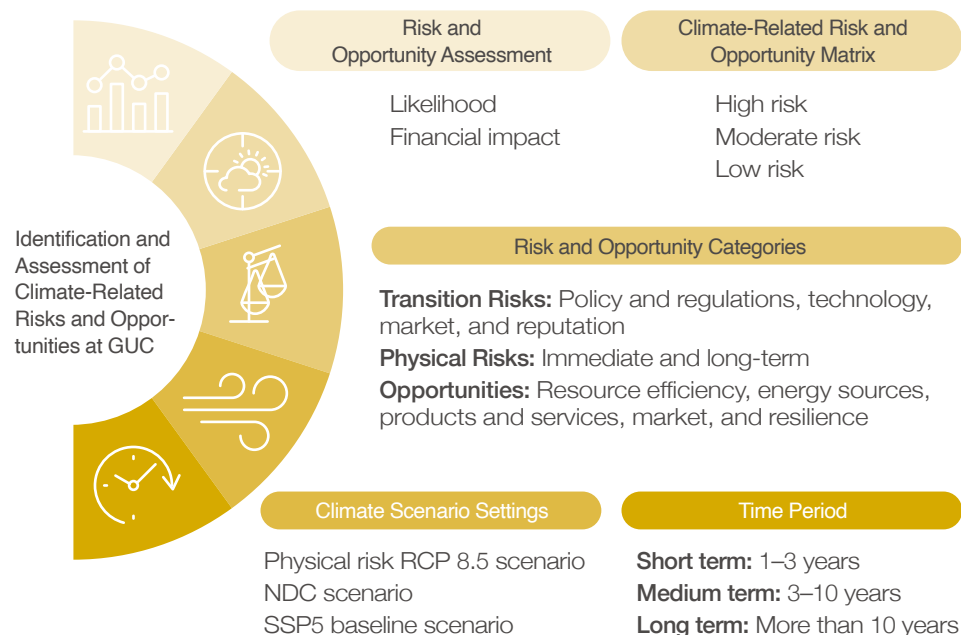 Identification and
Assessment of
Climate-Related
Risks and Oppor-
tunities at GUC
Risk and
Opportunity Assessment
Likelihood
Financial impact
Climate-Related Risk and
Opportunity Matrix
High risk
Moderate risk
Low risk
Risk and Opportunity Categories
Transition Risks: Policy and regulations, technology,
market, and reputation
Physical Risks: Immediate and long-term
Opportunities: Resource efficiency, energy sources,
products and services, market, and resilience
Climate Scenario Settings
Physical risk RCP 8.5 scenario
NDC scenario
SSP5 baseline scenario
Time Period
Short term: 1–3 years
Medium term: 3–10 years
Long term: More than 10 years